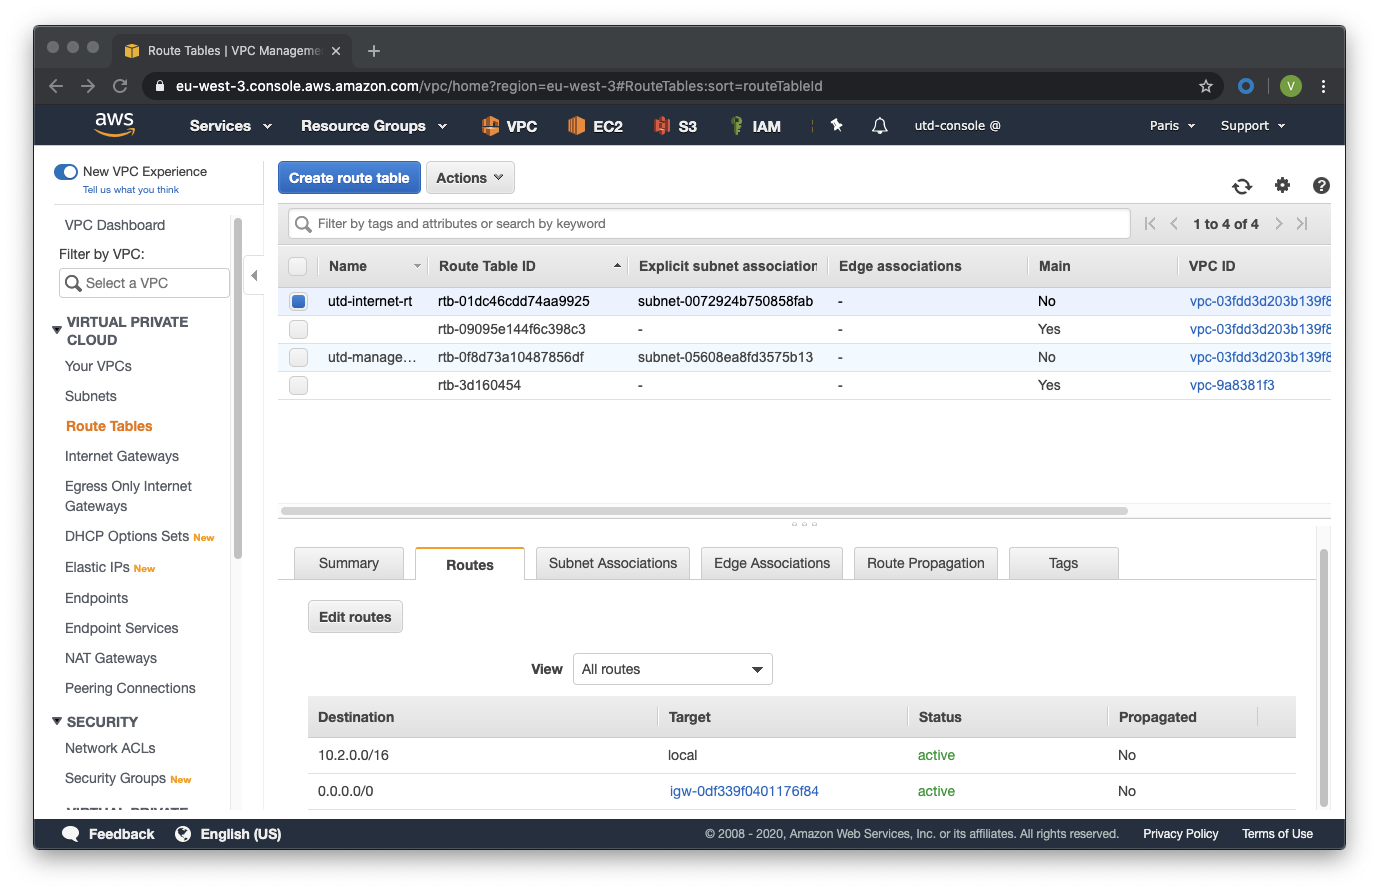 Route Tables | VPC Manageme
eu-west-3.console.aws.amazon.com/vpc/home?region=eu-west-3#RouteTables:sort=routeTableId
V
aws Services Resource Groups VPC EC2 S3 IAM utd-console @ Paris Support
New VPC Experience
Tell us what you think
VPC Dashboard
Filter by VPC:
Select a VPC
VIRTUAL PRIVATE
CLOUD
Your VPCs
Subnets
Route Tables
Internet Gateways
Egress Only Internet
Gateways
DHCP Options Sets New
Elastic IPs New
Endpoints
Endpoint Services
NAT Gateways
Peering Connections
SECURITY
Network ACLs
Security Groups New
VIRTUAL PRIVATE
Create route table Actions
Filter by tags and attributes or search by keyword 1 to 4 of 4
Name Route Table ID Explicit subnet association Edge associations Main VPC ID
utd-internet-rt rtb-01dc46cdd74aa9925 subnet-0072924b750858fab - No vpc-03fdd3d203b139f8
rtb-09095e144f6c398c3 - - Yes vpc-03fdd3d203b139f8
utd-manage... rtb-0f8d73a10487856df subnet-05608ea8fd3575b13 - No vpc-03fdd3d203b139f8
rtb-3d160454 - - Yes vpc-9a8381f3
Summary Routes Subnet Associations Edge Associations Route Propagation Tags
Edit routes
View All routes
Destination Target Status Propagated
10.2.0.0/16 local active No
0.0.0.0/0 igw-0df339f0401176f84 active No
Feedback English (US) © 2008 - 2020, Amazon Web Services, Inc. or its affiliates. All rights reserved. Privacy Policy Terms of Use